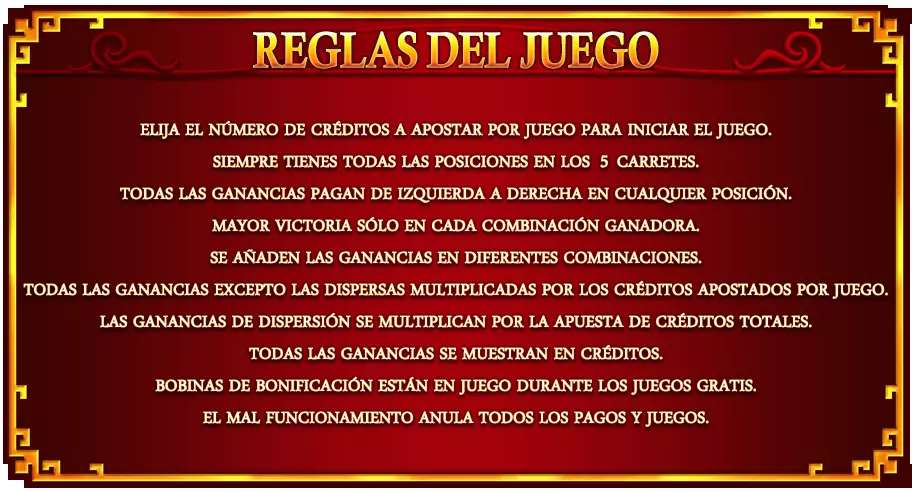 REGLAS DEL JUEGO
ELIJA EL NÚMERO DE CRÉDITOS A APOSTAR POR JUEGO PARA INICIAR EL JUEGO.
SIEMPRE TIENES TODAS LAS POSICIONES EN LOS 5 CARRETES.
TODAS LAS GANANCIAS PAGAN DE IZQUIERDA A DERECHA EN CUALQUIER POSICIÓN.
MAYOR VICTORIA SÓLO EN CADA COMBINACIÓN GANADORA.
SE AÑADEN LAS GANANCIAS EN DIFERENTES COMBINACIONES.
TODAS LAS GANANCIAS EXCEPTO LAS DISPERSAS MULTIPLICADAS POR LOS CRÉDITOS APOSTADOS POR JUEGO.
LAS GANANCIAS DE DISPERSIÓN SE MULTIPLICAN POR LA APUESTA DE CRÉDITOS TOTALES.
TODAS LAS GANANCIAS SE MUESTRAN EN CRÉDITOS.
BOBINAS DE BONIFICACIÓN ESTÁN EN JUEGO DURANTE LOS JUEGOS GRATIS.
EL MAL FUNCIONAMIENTO ANULA TODOS LOS PAGOS Y JUEGOS.